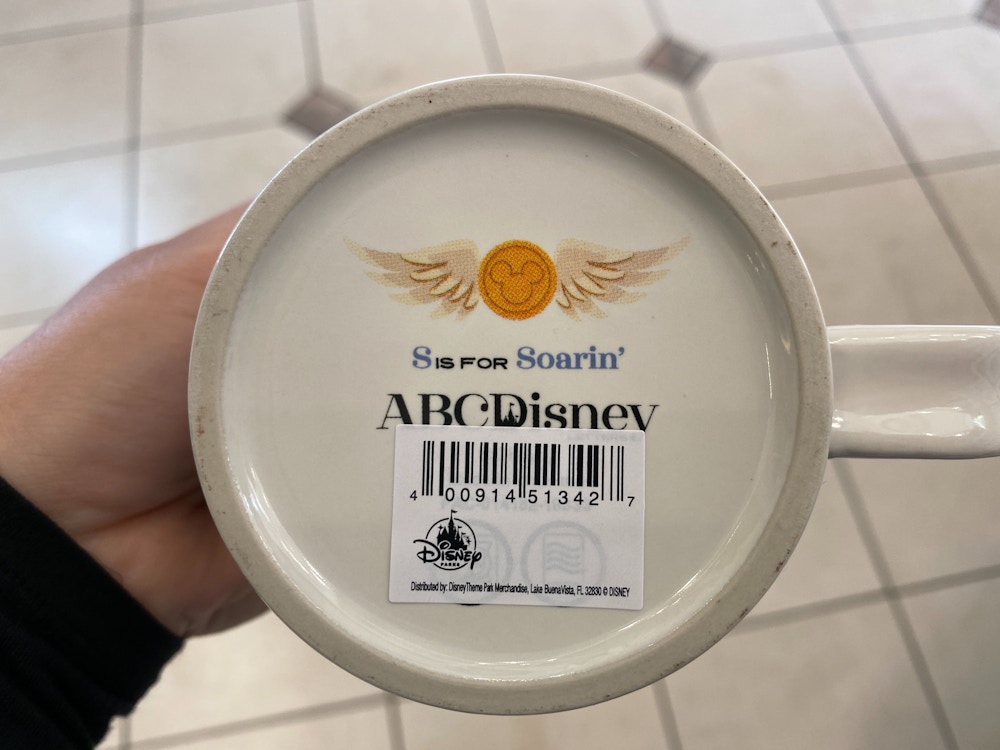 S IS FOR Soarin'
ABCDisney
4 00914 51342 7
Disney
PARKS
Distributed by: Disney Theme Park Merchandise, Lake Buena Vista, FL 32830 © DISNEY